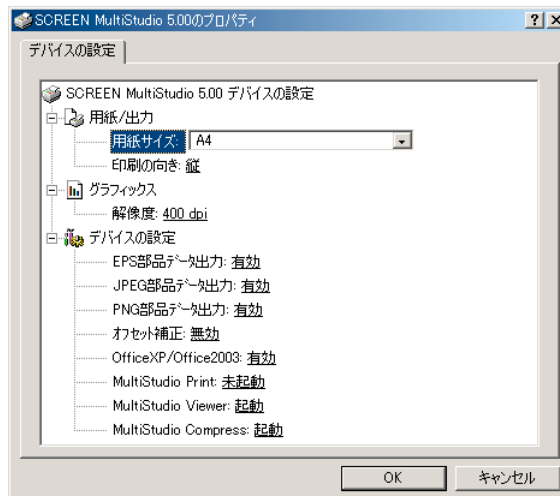 SCREEN MultiStudio 5.00のプロパティ
デバイスの設定
SCREEN MultiStudio 5.00 デバイスの設定
用紙/出力
用紙サイズ: A4
印刷の向き: 縦
グラフィックス
解像度: 400 dpi
デバイスの設定
EPS部品データ出力: 有効
JPEG部品データ出力: 有効
PNG部品データ出力: 有効
オフセット補正: 無効
OfficeXP/Office2003: 有効
MultiStudio Print: 未起動
MultiStudio Viewer: 起動
MultiStudio Compress: 起動
OK キャンセル